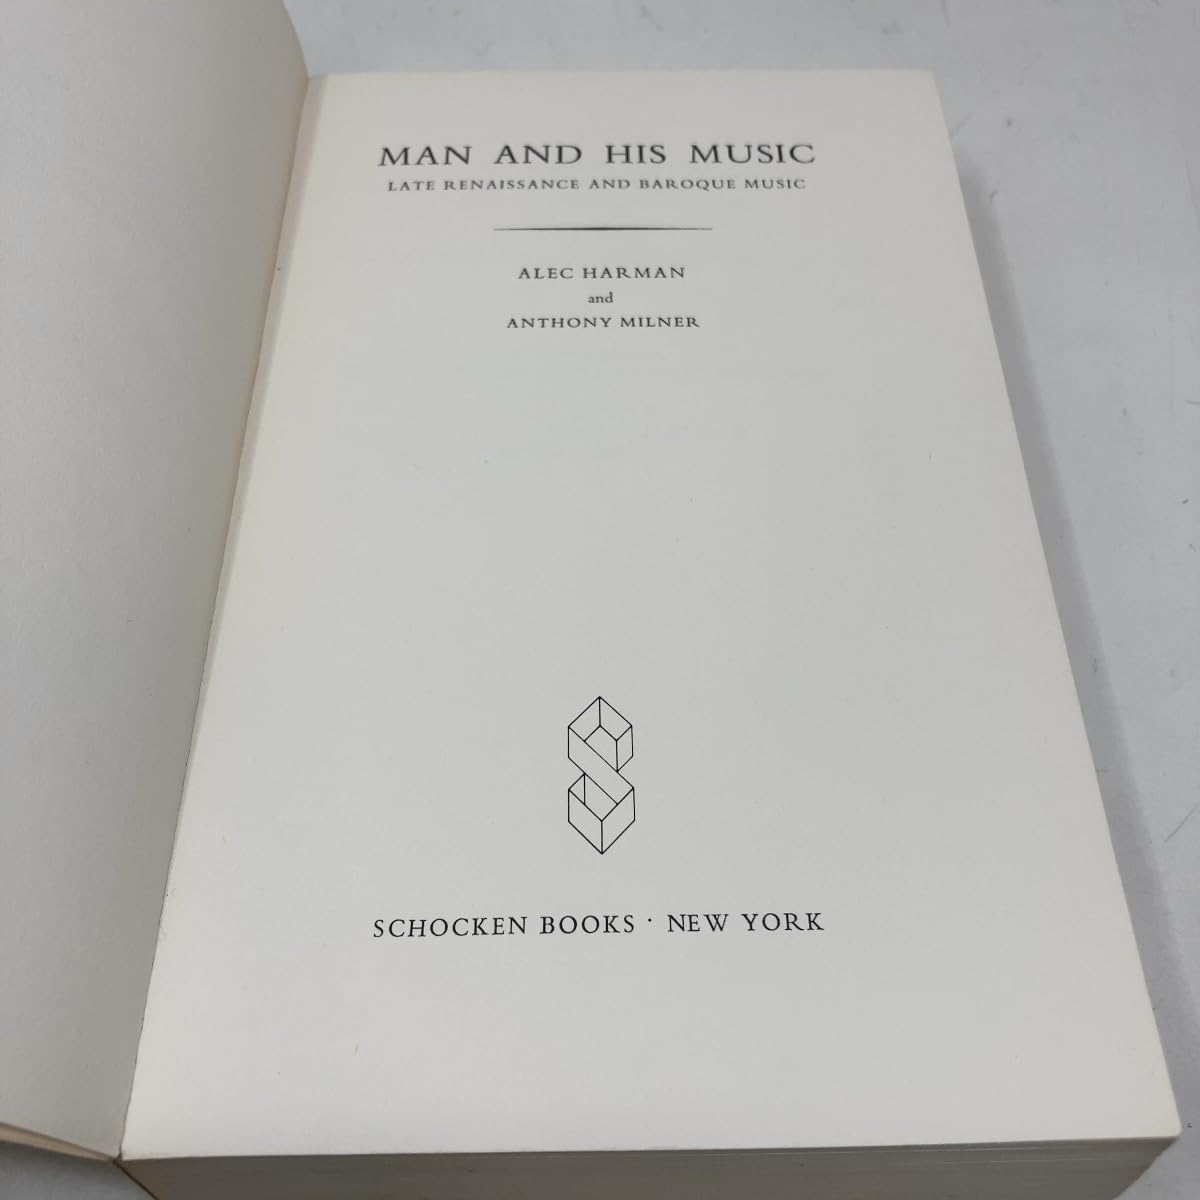 MAN AND HIS MUSIC
LATE RENAISSANCE AND BAROQUE MUSIC
ALEC HARMAN
and
ANTHONY MILNER
SCHOCKEN BOOKS · NEW YORK